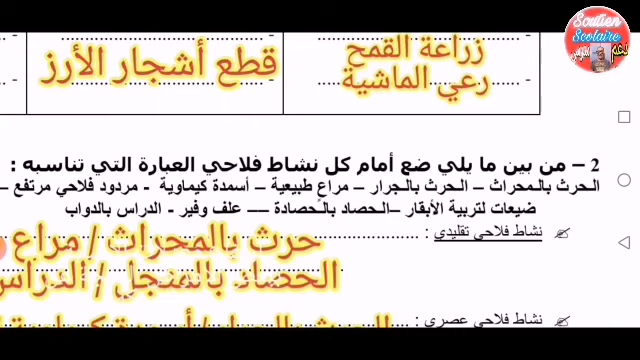 Soutien
Scolaire
زراعة القمح
رعي الماشية
قطع أشجار الأرز
2 – من بين ما يلي ضع أمام كل نشاط فلاحي العبارة التي تناسبه :
الحرث بالمحراث – الحرث بالجرار – مراع طبيعية – أسمدة كيماوية - مردود فلاحي مرتفع –
ضيعات لتربية الأبقار –الحصاد بالحصادة –– علف وفير - الدراس بالدواب
نشاط فلاحي تقليدي :
حرث بالمحراث / مراع
الحصاد بالمنجل / الدراس
نشاط فلاحي عصري :